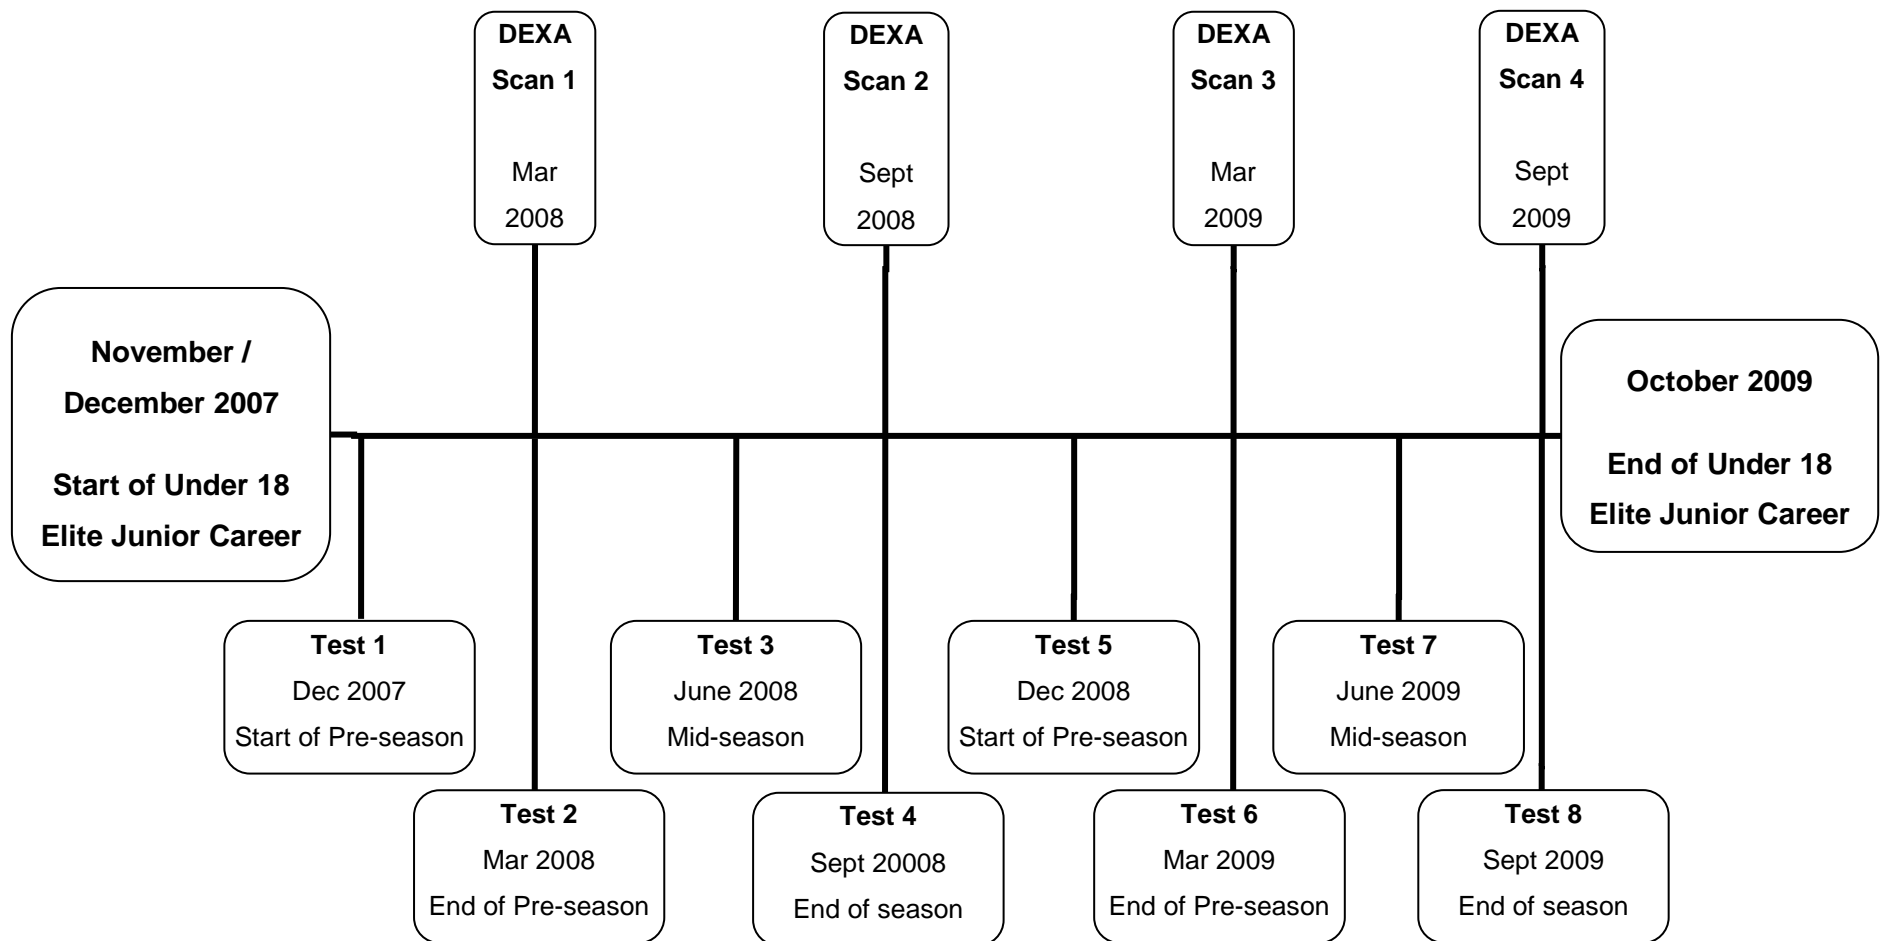 DEXA
Scan 1
Mar
2008
DEXA
Scan 2
Sept
2008
DEXA
Scan 3
Mar
2009
DEXA
Scan 4
Sept
2009
November /
December 2007
Start of Under 18
Elite Junior Career
October 2009
End of Under 18
Elite Junior Career
Test 1
Dec 2007
Start of Pre-season
Test 2
Mar 2008
End of Pre-season
Test 3
June 2008
Mid-season
Test 4
Sept 20008
End of season
Test 5
Dec 2008
Start of Pre-season
Test 6
Mar 2009
End of Pre-season
Test 7
June 2009
Mid-season
Test 8
Sept 2009
End of season